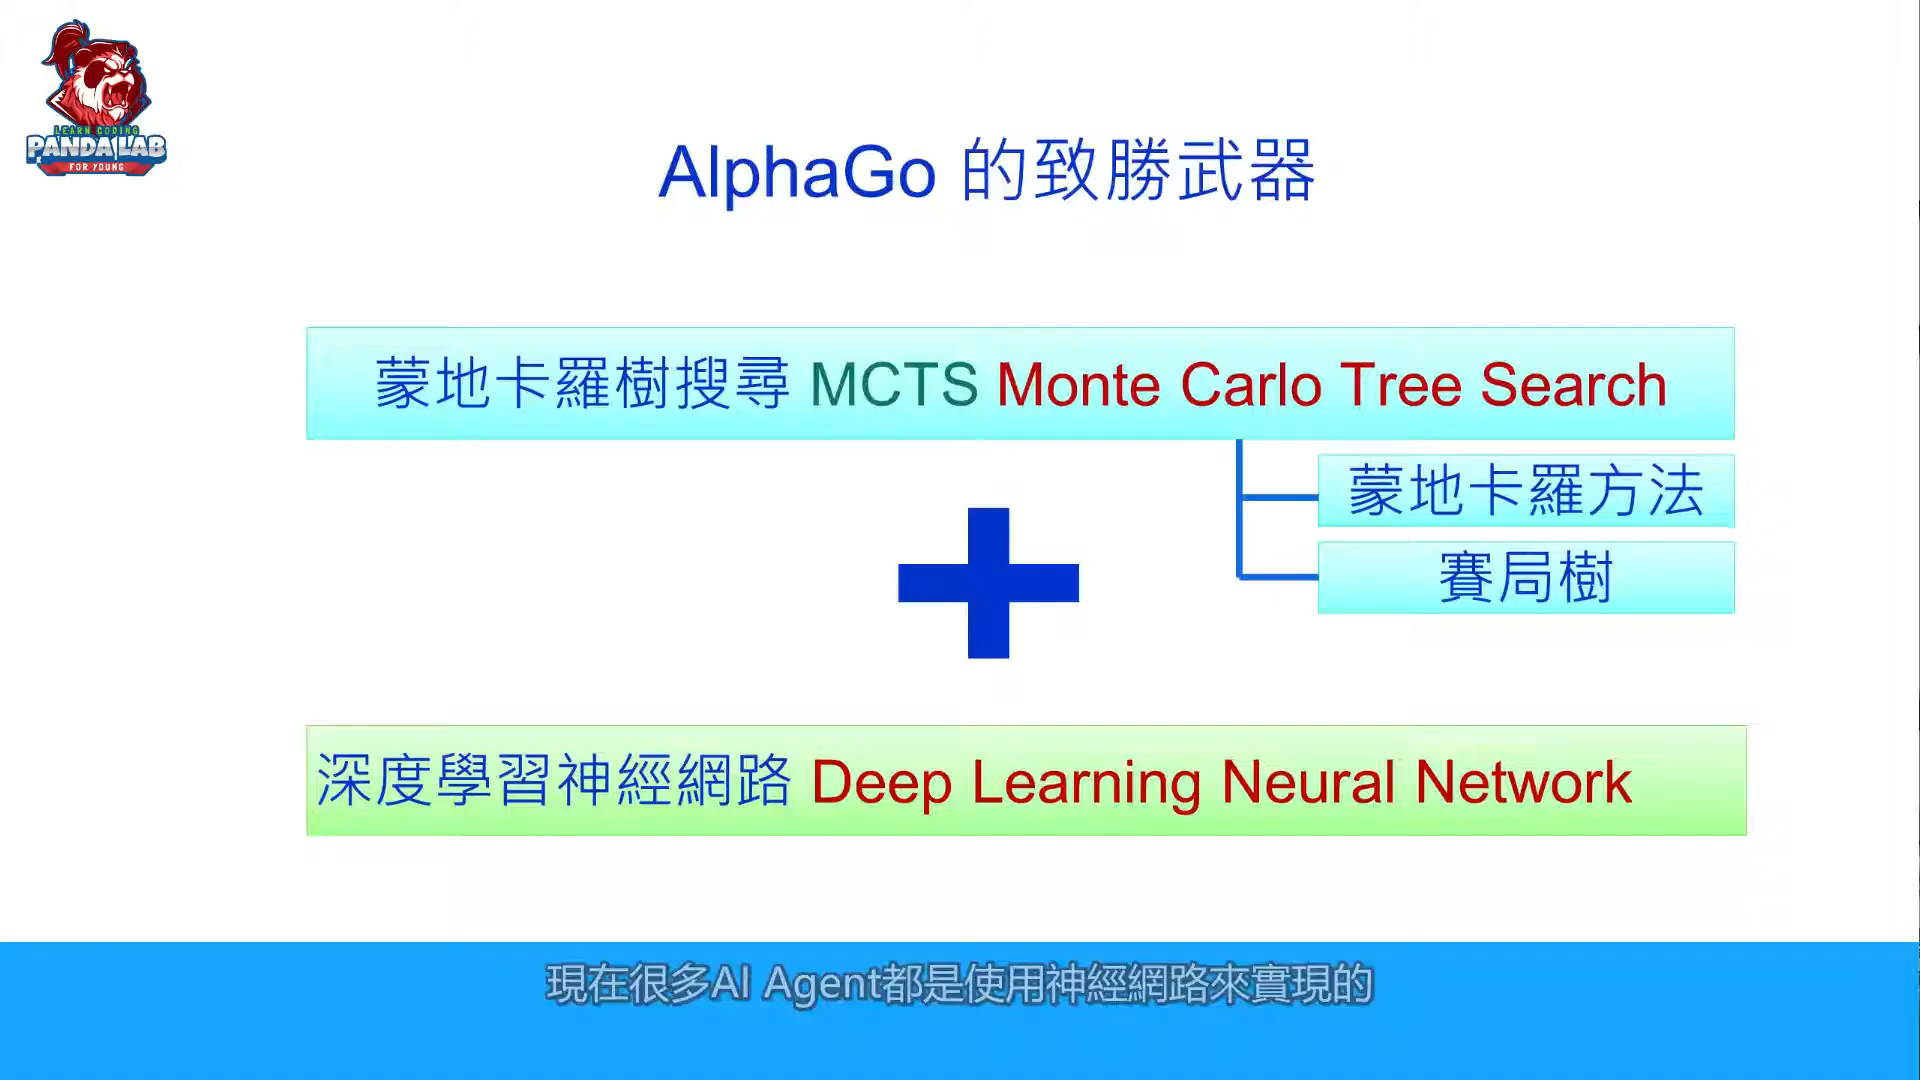 LEARN CODING
PANDA LAB
FOR YOUNG
AlphaGo 的致勝武器
蒙地卡羅樹搜尋 MCTS Monte Carlo Tree Search
蒙地卡羅方法
賽局樹
深度學習神經網路 Deep Learning Neural Network
現在很多AI Agent都是使用神經網路來實現的